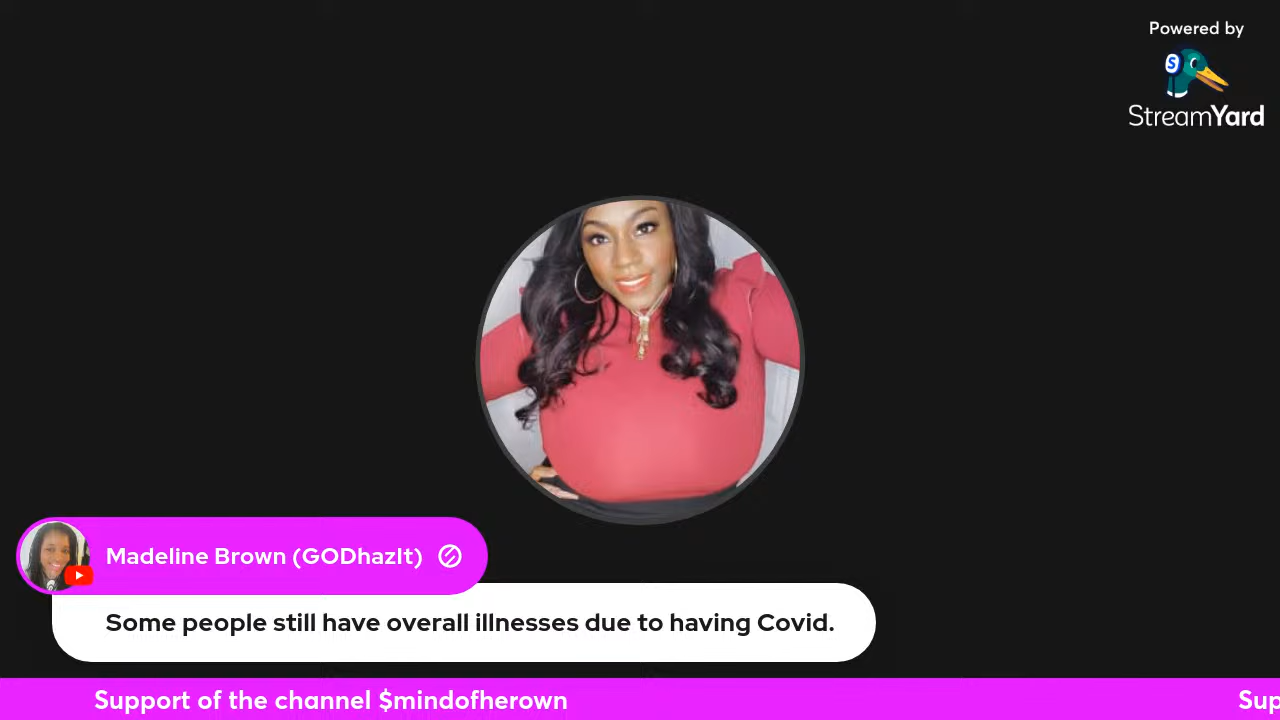 Powered by
S
StreamYard
Madeline Brown (GODhazIt)
Some people still have overall illnesses due to having Covid.
Support of the channel $mindofherown
Sup